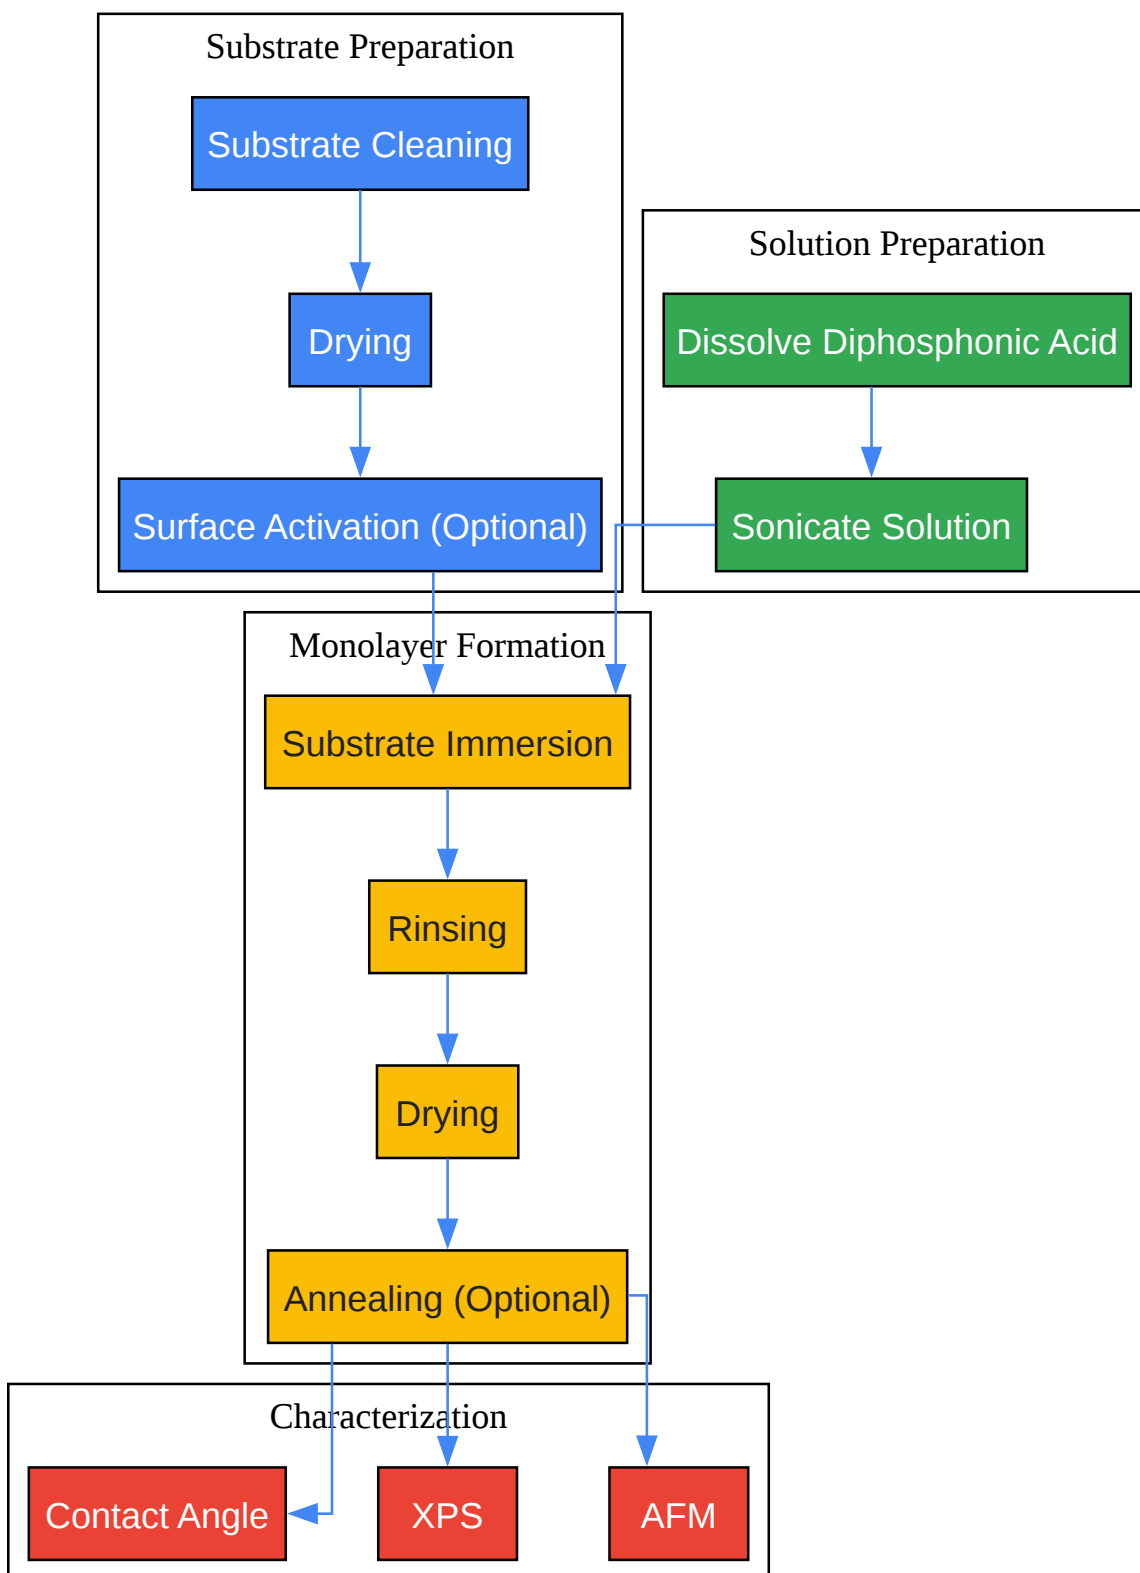 Substrate Preparation
Substrate Cleaning
Drying
Surface Activation (Optional)
Solution Preparation
Dissolve Diphosphonic Acid
Sonicate Solution
Monolayer Formation
Substrate Immersion
Rinsing
Drying
Annealing (Optional)
Characterization
Contact Angle
XPS
AFM